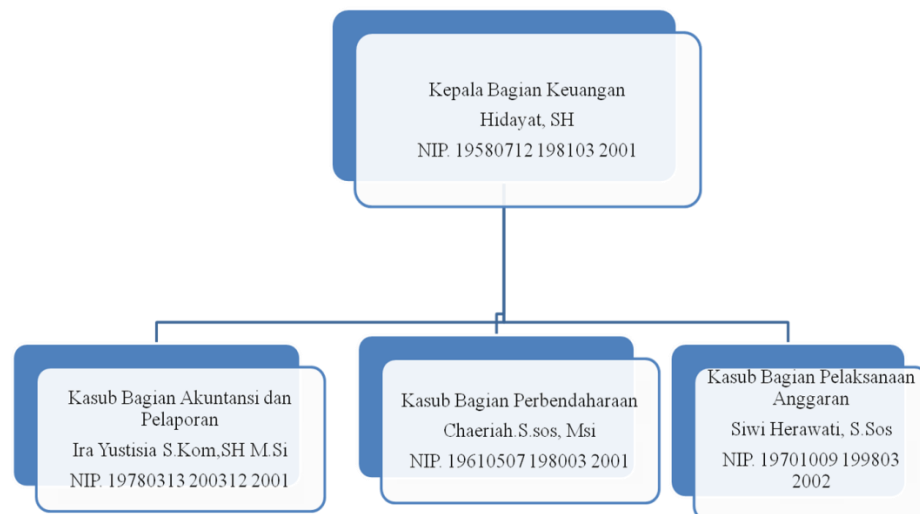 Kepala Bagian Keuangan
Hidayat, SH
NIP. 19580712 198103 2001
Kasub Bagian Akuntansi dan
Pelaporan
Ira Yustisia S.Kom,SH M.Si
NIP. 19780313 200312 2001
Kasub Bagian Perbendaharaan
Chaeriah.S.sos, Msi
NIP. 19610507 198003 2001
Kasub Bagian Pelaksanaan
Anggaran
Siwi Herawati, S.Sos
NIP. 19701009 199803
2002